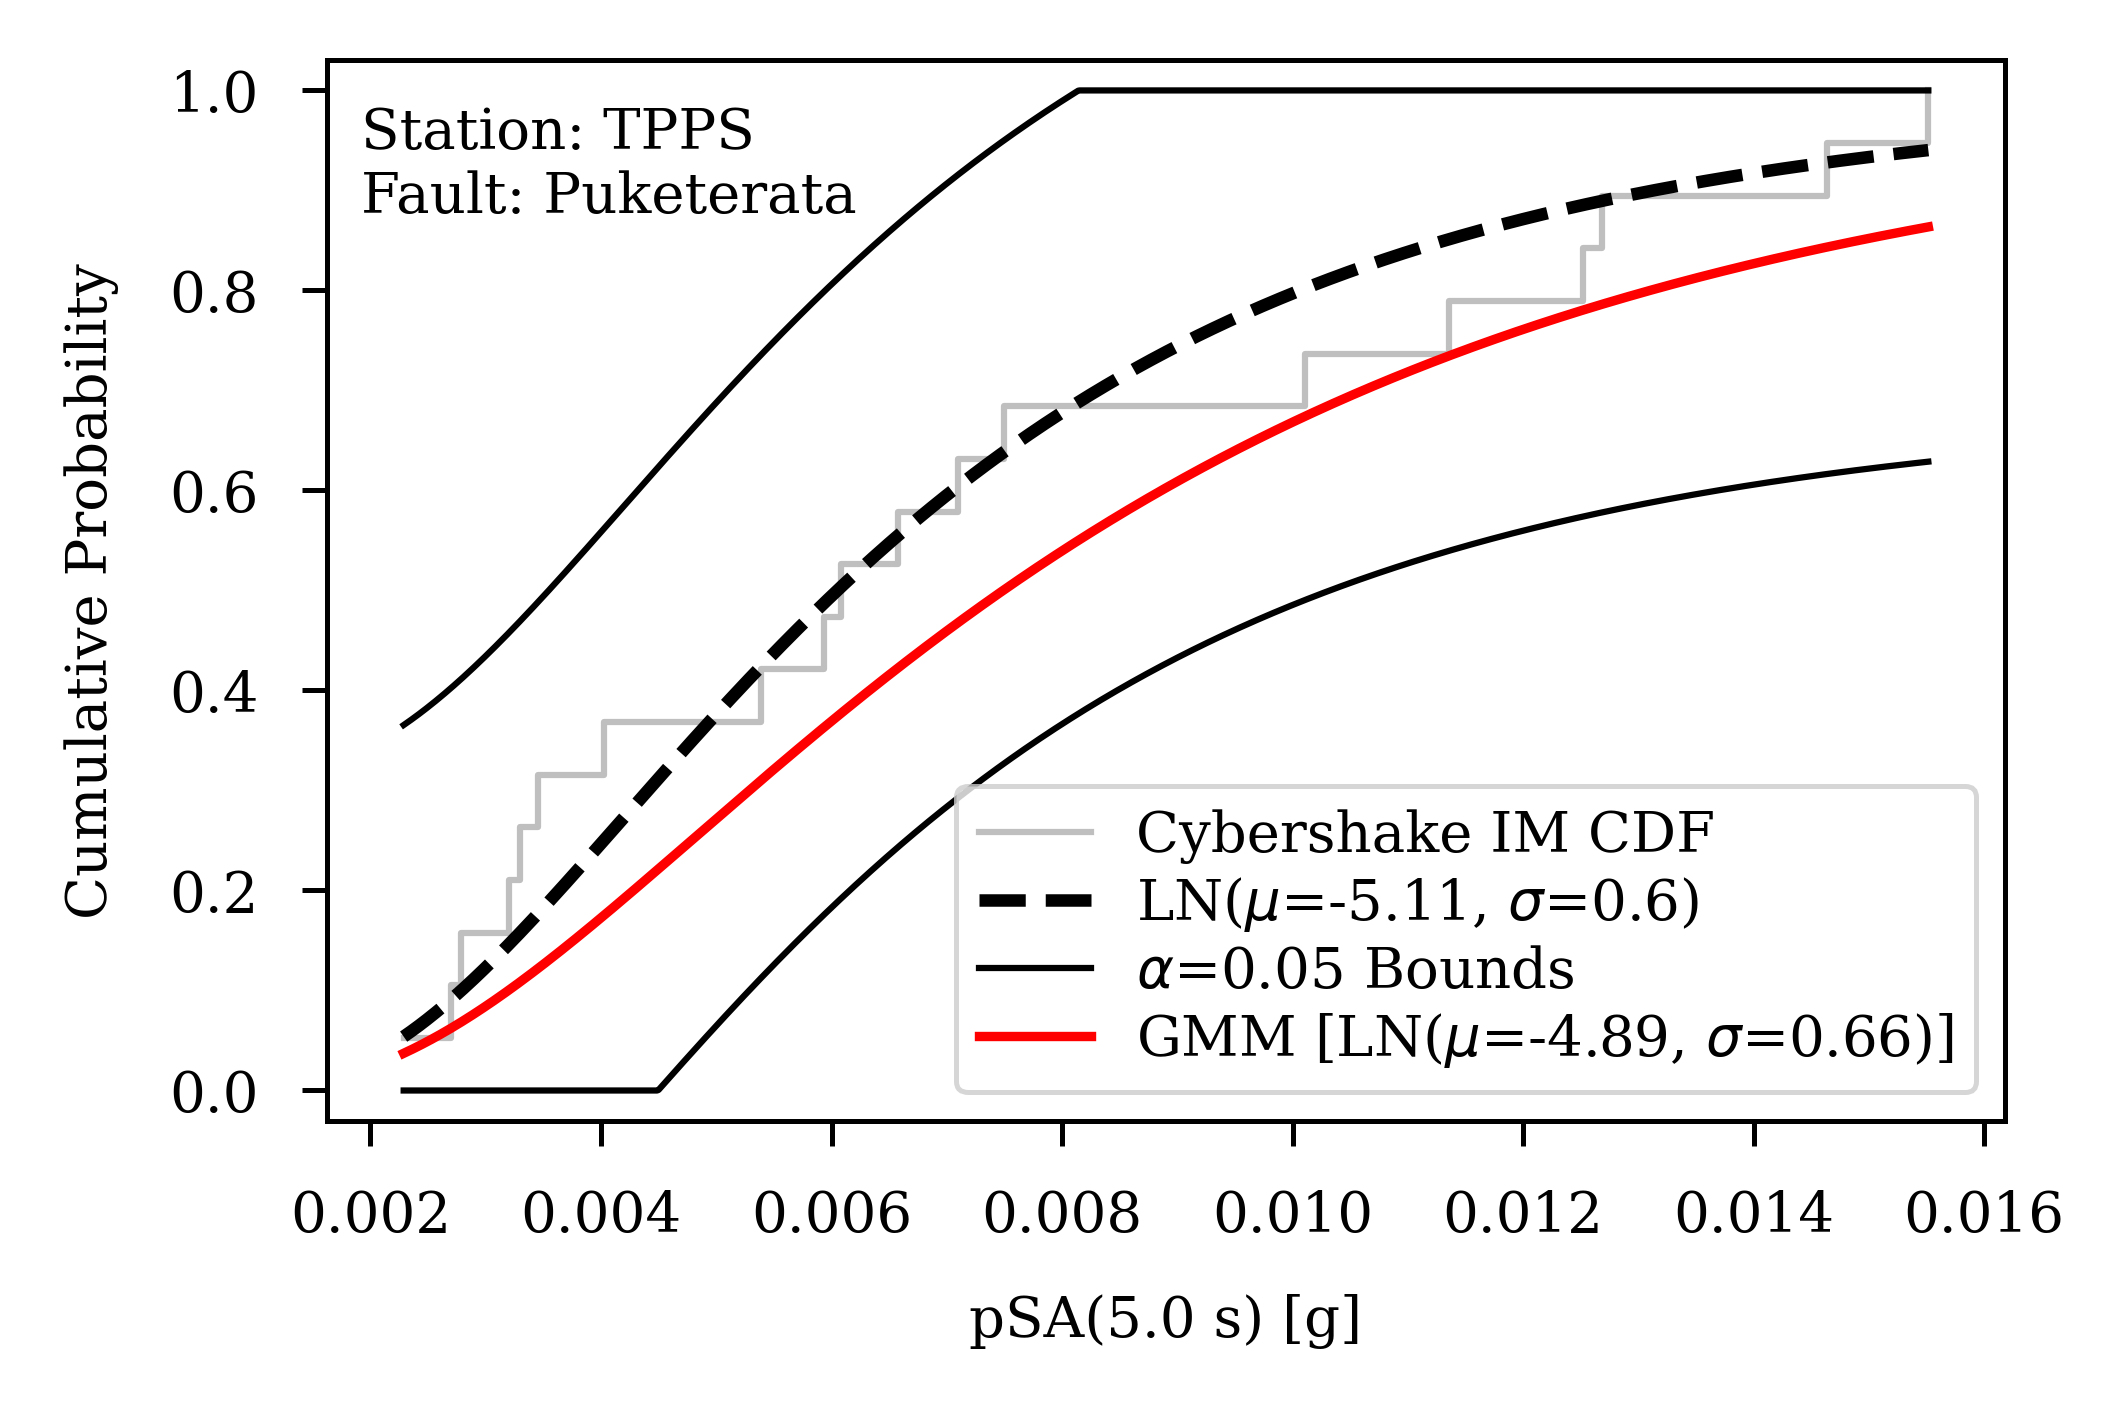 Station: TPPS
Fault: Puketerata
Cumulative Probability
1.0
0.8
0.6
0.4
0.2
0.0
Cybershake IM CDF
LN(μ=-5.11, σ=0.6)
α=0.05 Bounds
GMM [LN(μ=-4.89, σ=0.66)]
0.002 0.004 0.006 0.008 0.010 0.012 0.014 0.016
pSA(5.0 s) [g]